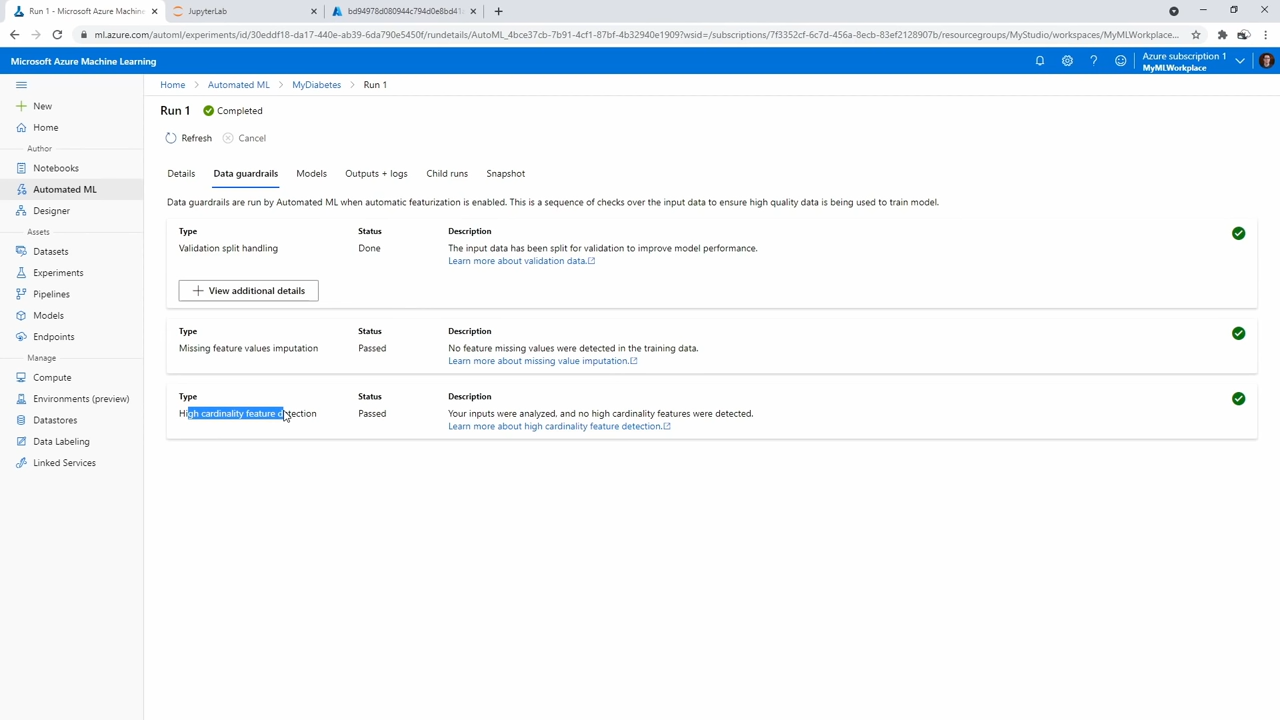 Run 1 - Microsoft Azure Machine
JupyterLab
ml.azure.com/automl/experiments/id/30eddf18-da17-440e-ab39-6da790e5450f/rundetails/AutoML_4bce37cb-7b91-4cf1-87bf-4b32940e1909?wsid=/subscriptions/7f3352cf-6c7d-456a-8ecb-83ef2128907b/resourcegroups/MyStudio/workspaces/MyMLWorkplace...
Microsoft Azure Machine Learning
Azure subscription 1
MyMLWorkplace
Home > Automated ML > MyDiabetes > Run 1
Run 1 Completed
Refresh Cancel
Details Data guardrails Models Outputs + logs Child runs Snapshot
Data guardrails are run by Automated ML when automatic featurization is enabled. This is a sequence of checks over the input data to ensure high quality data is being used to train model.
Type Status Description
Validation split handling Done The input data has been split for validation to improve model performance.
Learn more about validation data.
View additional details
Type Status Description
Missing feature values imputation Passed No feature missing values were detected in the training data.
Learn more about missing value imputation.
Type Status Description
High cardinality feature detection Passed Your inputs were analyzed, and no high cardinality features were detected.
Learn more about high cardinality feature detection.
New
Home
Author
Notebooks
Automated ML
Designer
Assets
Datasets
Experiments
Pipelines
Models
Endpoints
Manage
Compute
Environments (preview)
Datastores
Data Labeling
Linked Services